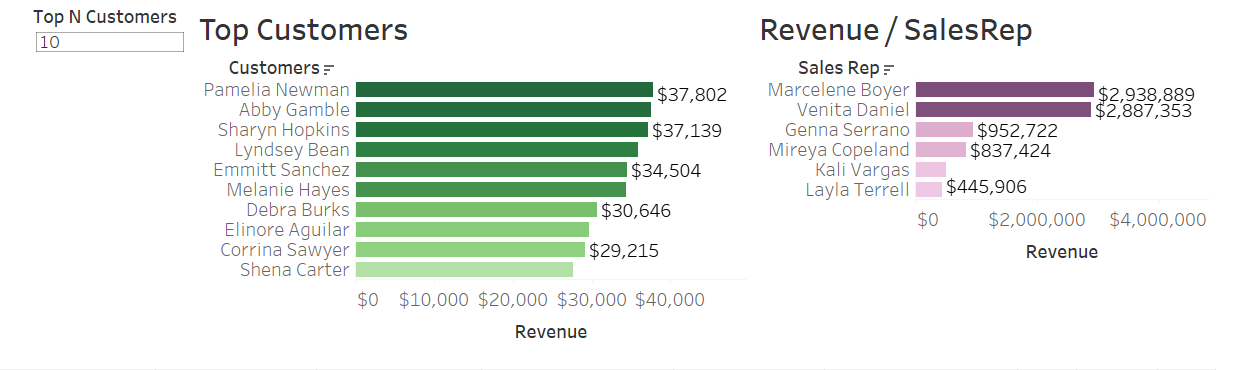 Top N Customers
10
Top Customers
Customers
Pamelia Newman $37,802
Abby Gamble
Sharyn Hopkins $37,139
Lyndsey Bean
Emmitt Sanchez $34,504
Melanie Hayes
Debra Burks $30,646
Elinore Aguilar
Corrina Sawyer $29,215
Shena Carter
$0 $10,000 $20,000 $30,000 $40,000
Revenue
Revenue / SalesRep
Sales Rep
Marcelene Boyer $2,938,889
Venita Daniel $2,887,353
Genna Serrano $952,722
Mireya Copeland $837,424
Kali Vargas
Layla Terrell $445,906
$0 $2,000,000 $4,000,000
Revenue